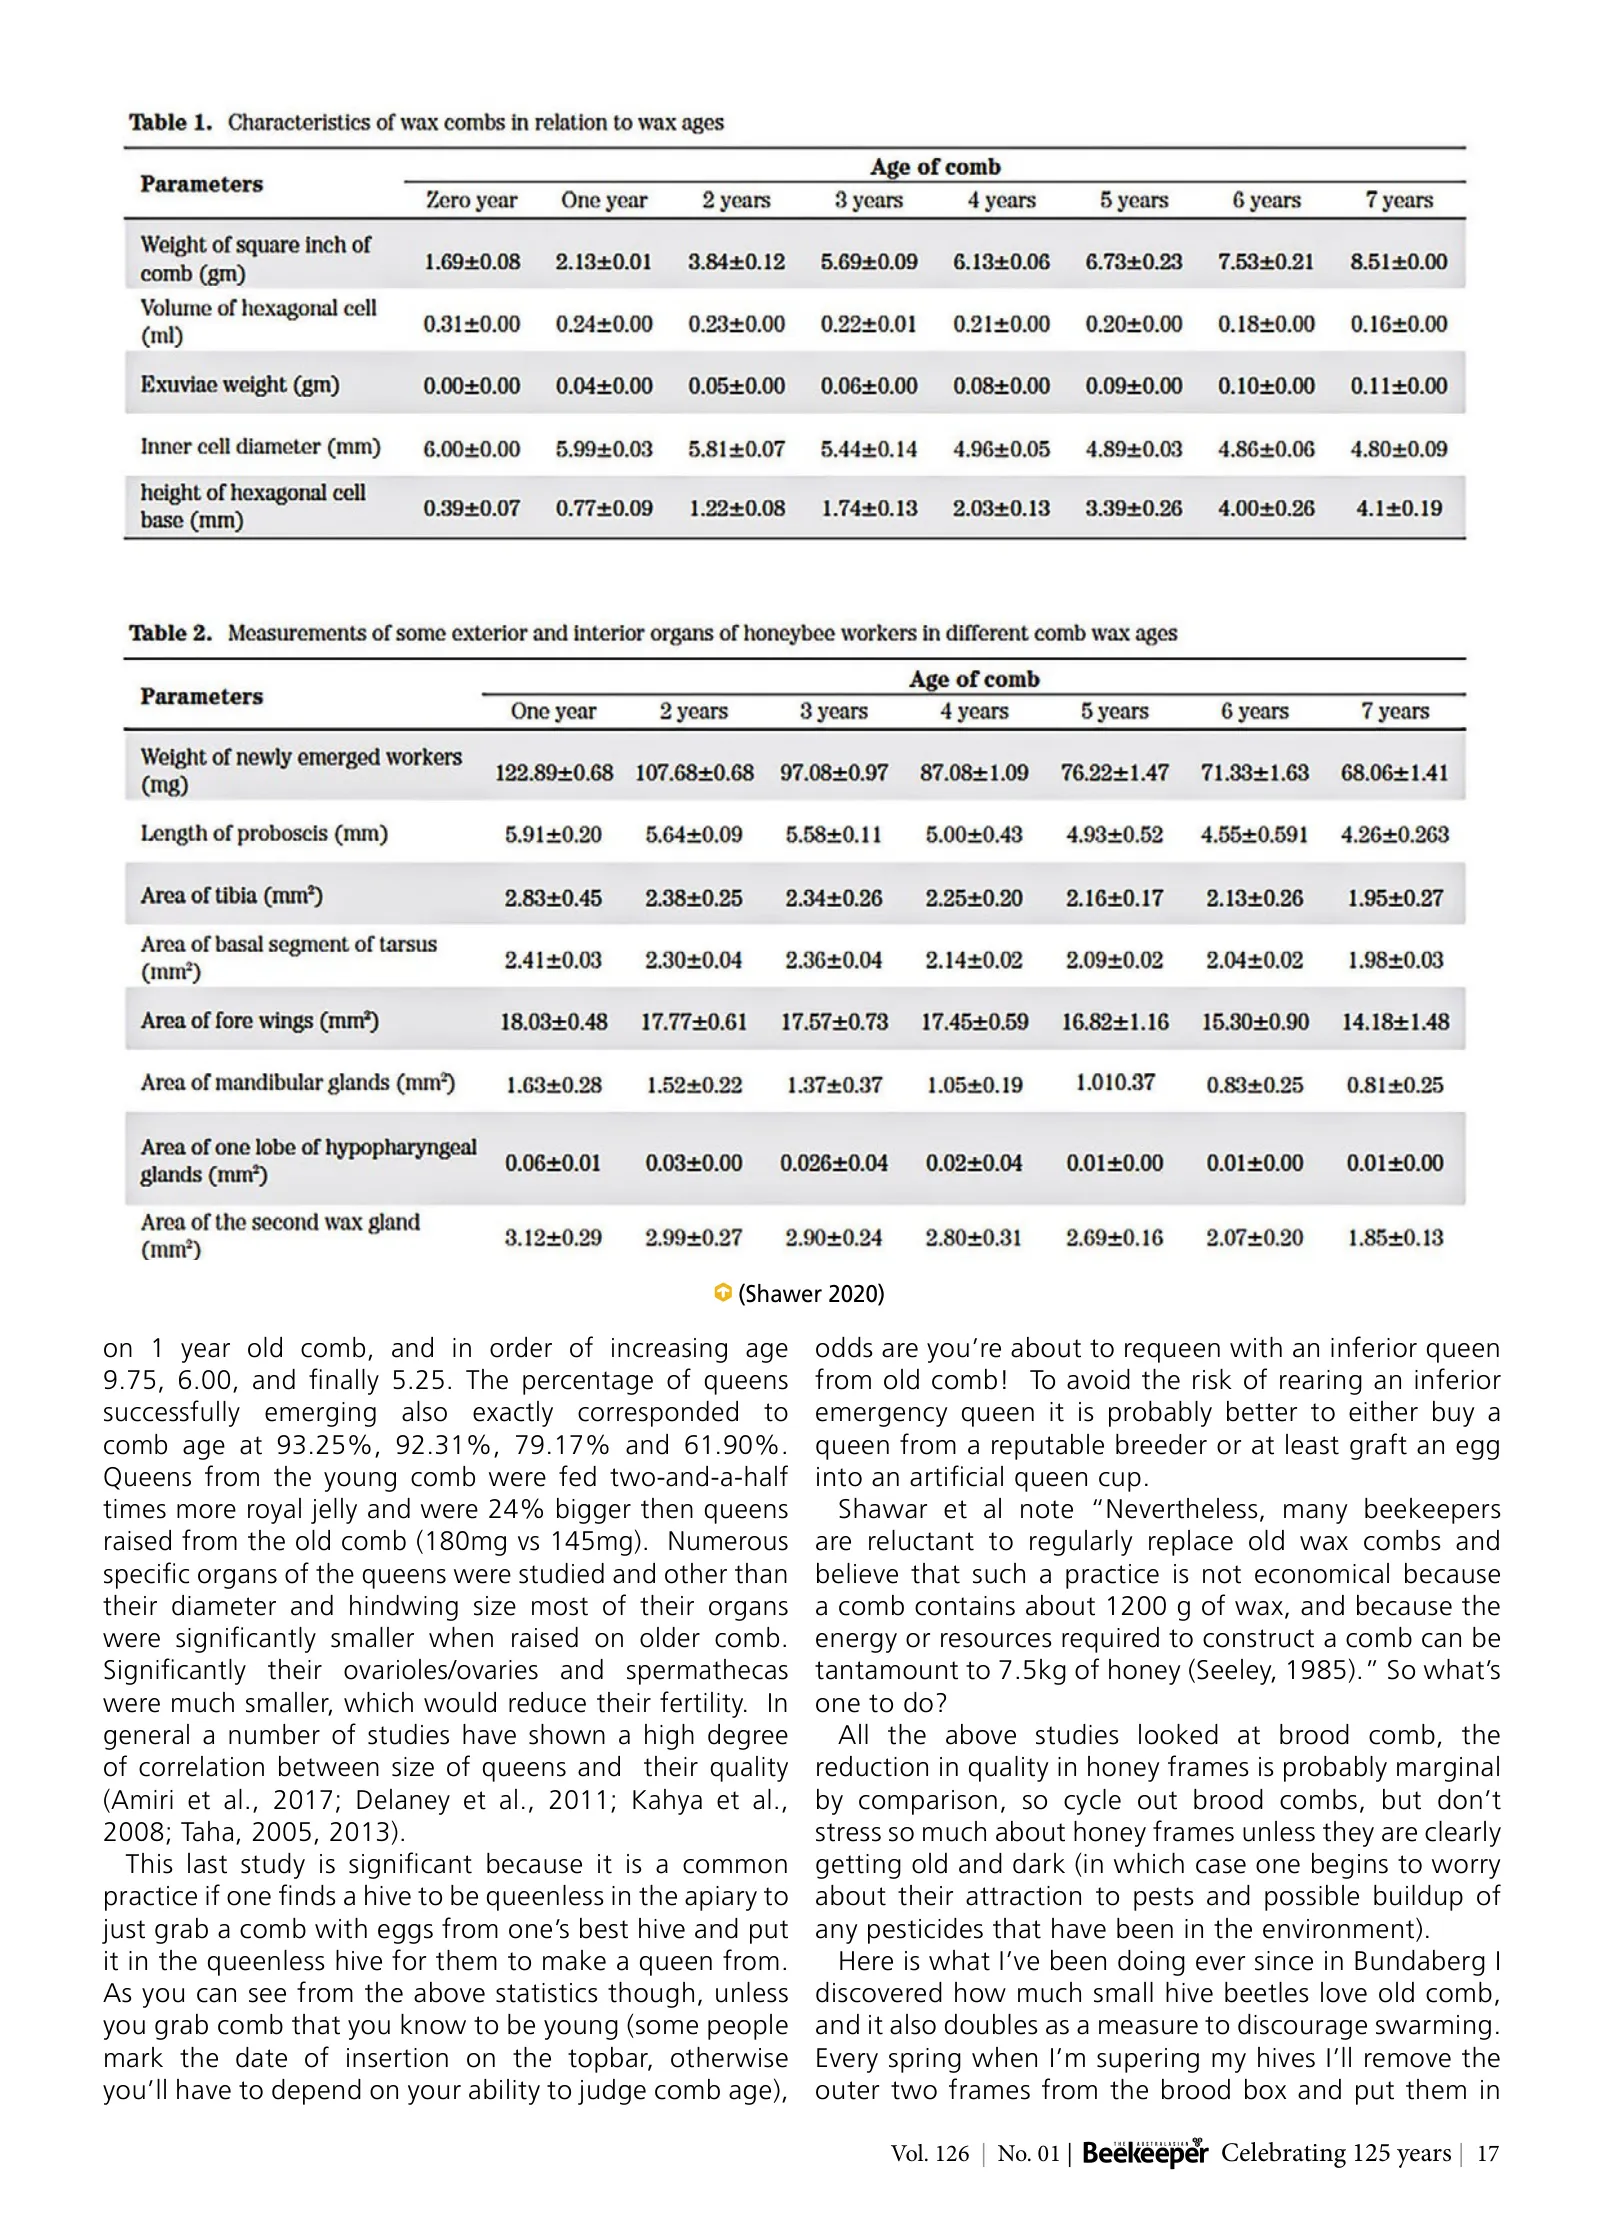 Table 1. Characteristics of wax combs in relation to wax ages
Parameters
Age of comb
Zero year One year 2 years 3 years 4 years 5 years 6 years 7 years
Weight of square inch of
comb (gm)
1.69±0.08 2.13±0.01 3.84±0.12 5.69±0.09 6.13±0.06 6.73±0.23 7.53±0.21 8.51±0.00
Volume of hexagonal cell
(ml)
0.31±0.00 0.24±0.00 0.23±0.00 0.22±0.01 0.21±0.00 0.20±0.00 0.18±0.00 0.16±0.00
Exuviae weight (gm) 0.00±0.00 0.04±0.00 0.05±0.00 0.06±0.00 0.08±0.00 0.09±0.00 0.10±0.00 0.11±0.00
Inner cell diameter (mm) 6.00±0.00 5.99±0.03 5.81±0.07 5.44±0.14 4.96±0.05 4.89±0.03 4.86±0.06 4.80±0.09
height of hexagonal cell
base (mm)
0.39±0.07 0.77±0.09 1.22±0.08 1.74±0.13 2.03±0.13 3.39±0.26 4.00±0.26 4.1±0.19
Table 2. Measurements of some exterior and interior organs of honeybee workers in different comb wax ages
Parameters
Age of comb
One year 2 years 3 years 4 years 5 years 6 years 7 years
Weight of newly emerged workers
(mg)
122.89±0.68 107.68±0.68 97.08±0.97 87.08±1.09 76.22±1.47 71.33±1.63 68.06±1.41
Length of proboscis (mm) 5.91±0.20 5.64±0.09 5.58±0.11 5.00±0.43 4.93±0.52 4.55±0.591 4.26±0.263
Area of tibia (mm²) 2.83±0.45 2.38±0.25 2.34±0.26 2.25±0.20 2.16±0.17 2.13±0.26 1.95±0.27
Area of basal segment of tarsus
(mm²)
2.41±0.03 2.30±0.04 2.36±0.04 2.14±0.02 2.09±0.02 2.04±0.02 1.98±0.03
Area of fore wings (mm²) 18.03±0.48 17.77±0.61 17.57±0.73 17.45±0.59 16.82±1.16 15.30±0.90 14.18±1.48
Area of mandibular glands (mm²) 1.63±0.28 1.52±0.22 1.37±0.37 1.05±0.19 1.010.37 0.83±0.25 0.81±0.25
Area of one lobe of hypopharyngeal
glands (mm²)
0.06±0.01 0.03±0.00 0.026±0.04 0.02±0.04 0.01±0.00 0.01±0.00 0.01±0.00
Area of the second wax gland
(mm²)
3.12±0.29 2.99±0.27 2.90±0.24 2.80±0.31 2.69±0.16 2.07±0.20 1.85±0.13
(Shawer 2020)
on 1 year old comb, and in order of increasing age
9.75, 6.00, and finally 5.25. The percentage of queens
successfully emerging also exactly corresponded to
comb age at 93.25%, 92.31%, 79.17% and 61.90%.
Queens from the young comb were fed two-and-a-half
times more royal jelly and were 24% bigger then queens
raised from the old comb (180mg vs 145mg). Numerous
specific organs of the queens were studied and other than
their diameter and hindwing size most of their organs
were significantly smaller when raised on older comb.
Significantly their ovarioles/ovaries and spermathecas
were much smaller, which would reduce their fertility. In
general a number of studies have shown a high degree
of correlation between size of queens and their quality
(Amiri et al., 2017; Delaney et al., 2011; Kahya et al.,
2008; Taha, 2005, 2013).
This last study is significant because it is a common
practice if one finds a hive to be queenless in the apiary to
just grab a comb with eggs from one's best hive and put
it in the queenless hive for them to make a queen from.
As you can see from the above statistics though, unless
you grab comb that you know to be young (some people
mark the date of insertion on the topbar, otherwise
you'll have to depend on your ability to judge comb age),
odds are you're about to requeen with an inferior queen
from old comb! To avoid the risk of rearing an inferior
emergency queen it is probably better to either buy a
queen from a reputable breeder or at least graft an egg
into an artificial queen cup.
Shawar et al note “Nevertheless, many beekeepers
are reluctant to regularly replace old wax combs and
believe that such a practice is not economical because
a comb contains about 1200 g of wax, and because the
energy or resources required to construct a comb can be
tantamount to 7.5kg of honey (Seeley, 1985).” So what's
one to do?
All the above studies looked at brood comb, the
reduction in quality in honey frames is probably marginal
by comparison, so cycle out brood combs, but don't
stress so much about honey frames unless they are clearly
getting old and dark (in which case one begins to worry
about their attraction to pests and possible buildup of
any pesticides that have been in the environment).
Here is what I've been doing ever since in Bundaberg I
discovered how much small hive beetles love old comb,
and it also doubles as a measure to discourage swarming.
Every spring when I'm supering my hives I'll remove the
outer two frames from the brood box and put them in
Vol. 126 | No. 01 | THE AUSTRALASIAN Beekeeper Celebrating 125 years | 17